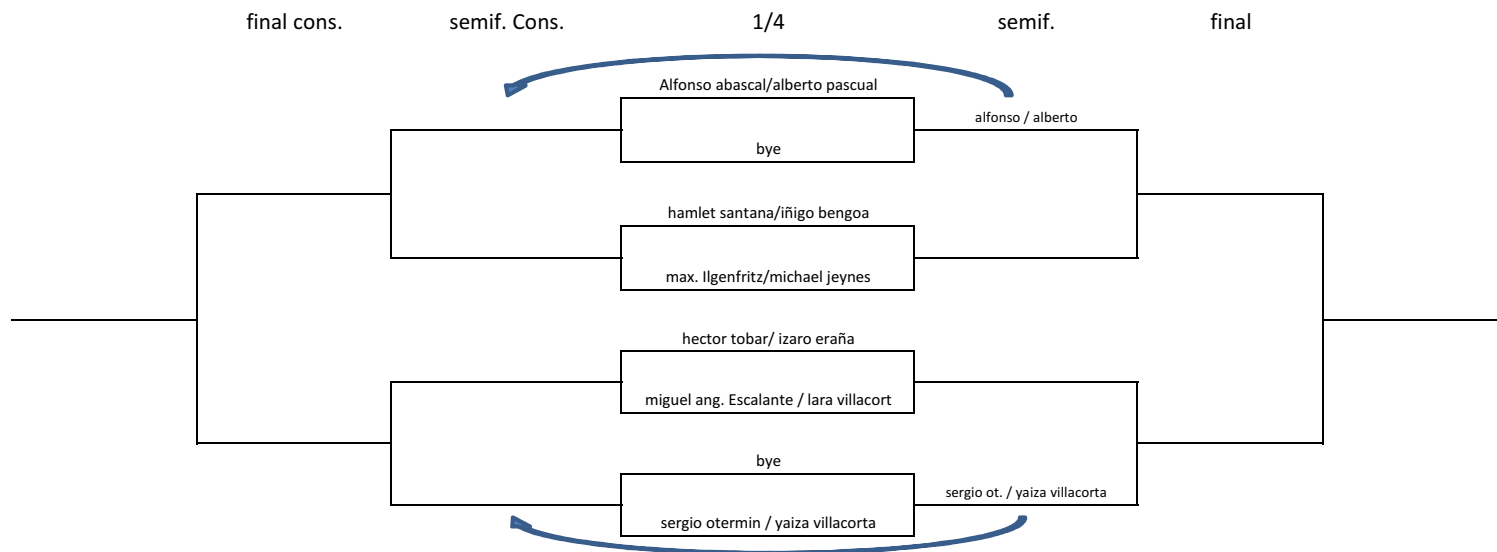 final cons. semif. Cons. 1/4 semif. final
Alfonso abascal/alberto pascual
alfonso / alberto
bye
hamlet santana/iñigo bengoa
max. Ilgenfritz/michael jeynes
hector tobar/ izaro eraña
miguel ang. Escalante / lara villacort
bye
sergio ot. / yaiza villacorta
sergio otermin / yaiza villacorta